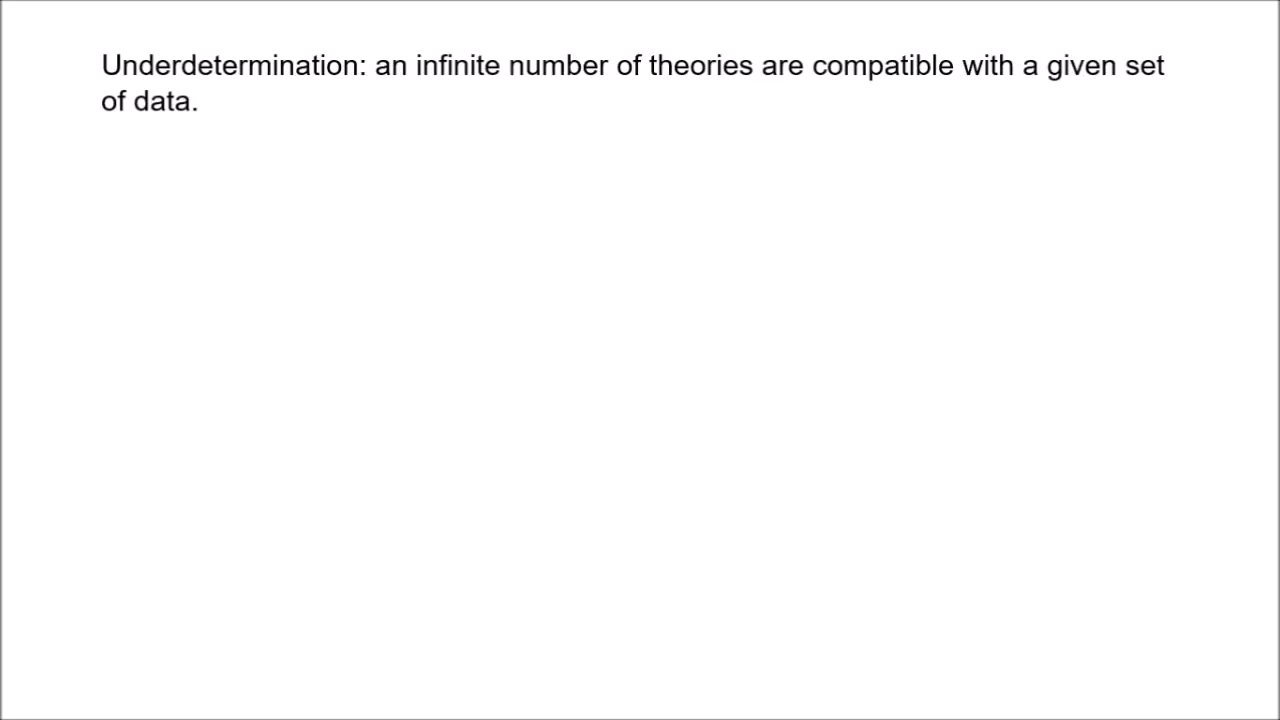 Underdetermination: an infinite number of theories are compatible with a given set
of data.